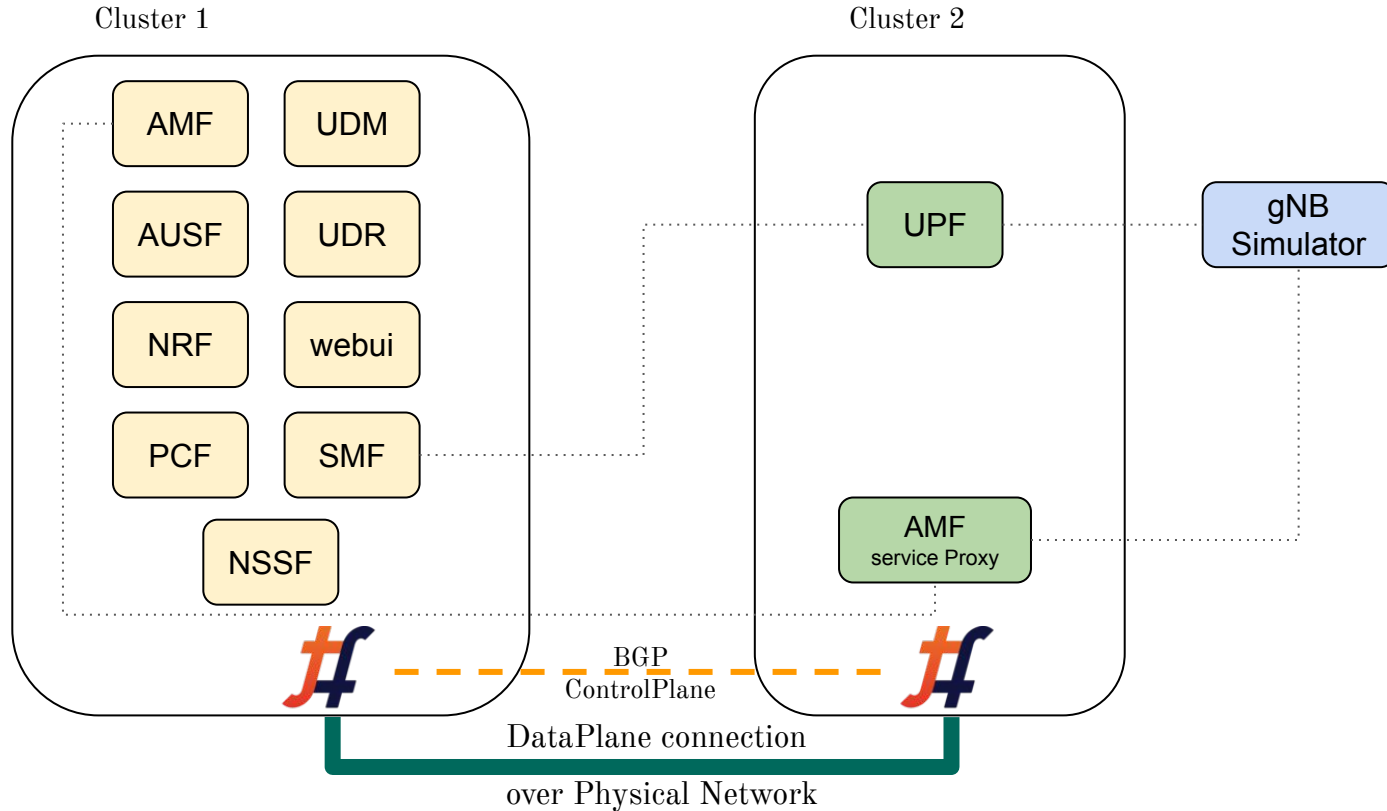 Cluster 1
Cluster 2
AMF
UDM
AUSF
UDR
NRF
webui
PCF
SMF
NSSF
UPF
gNB
Simulator
AMF
service Proxy
BGP
ControlPlane
DataPlane connection
over Physical Network